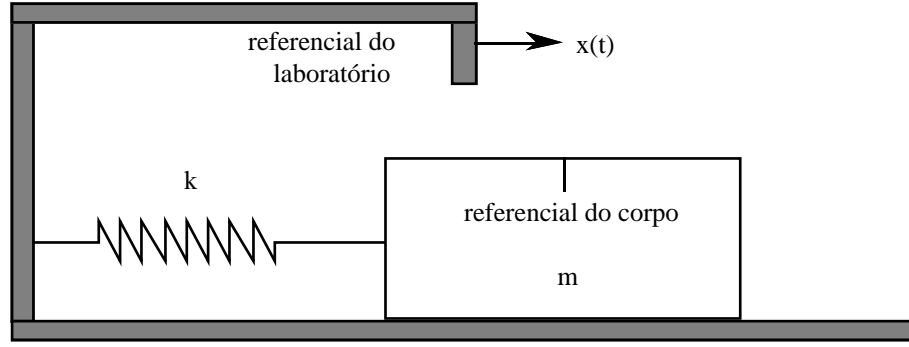 referencial do
laboratório
x(t)
k
referencial do corpo
m